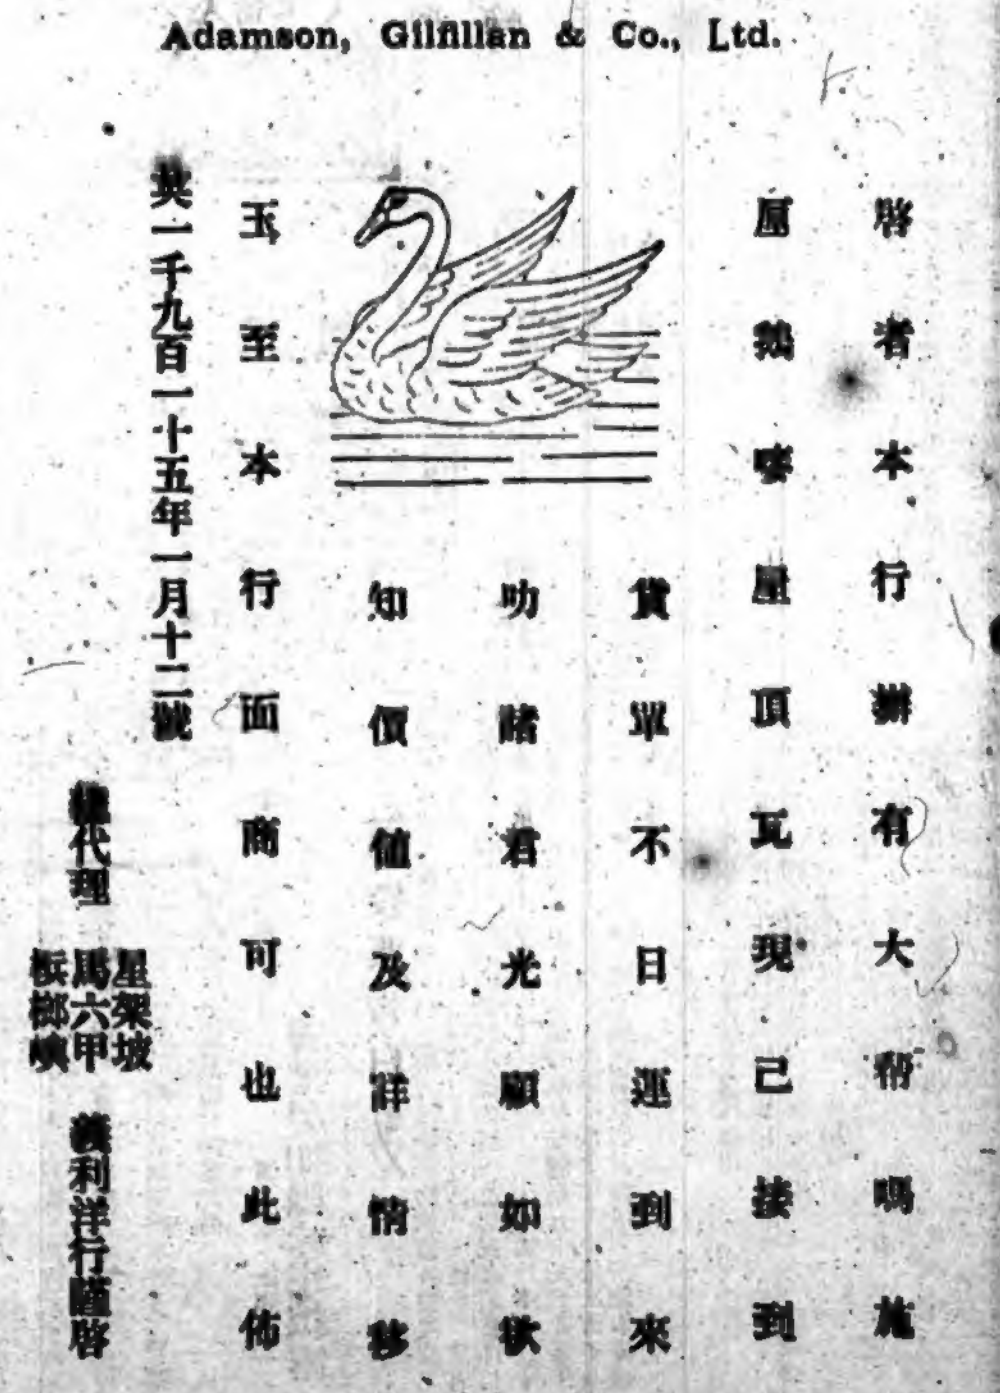 Adamson, Gilfillan & Co., Ltd.
啓者本行辦有大帮嗎施
厘熱嘜屋頂瓦現已接到
貨單不日運到來
叻諸君光顧如欲
知價値及詳情移
玉至本行面商可也此佈
英一千九百一十五年一月十二號
總代理
星架坡
馬六甲
梹榔嶼
義利洋行謹啓